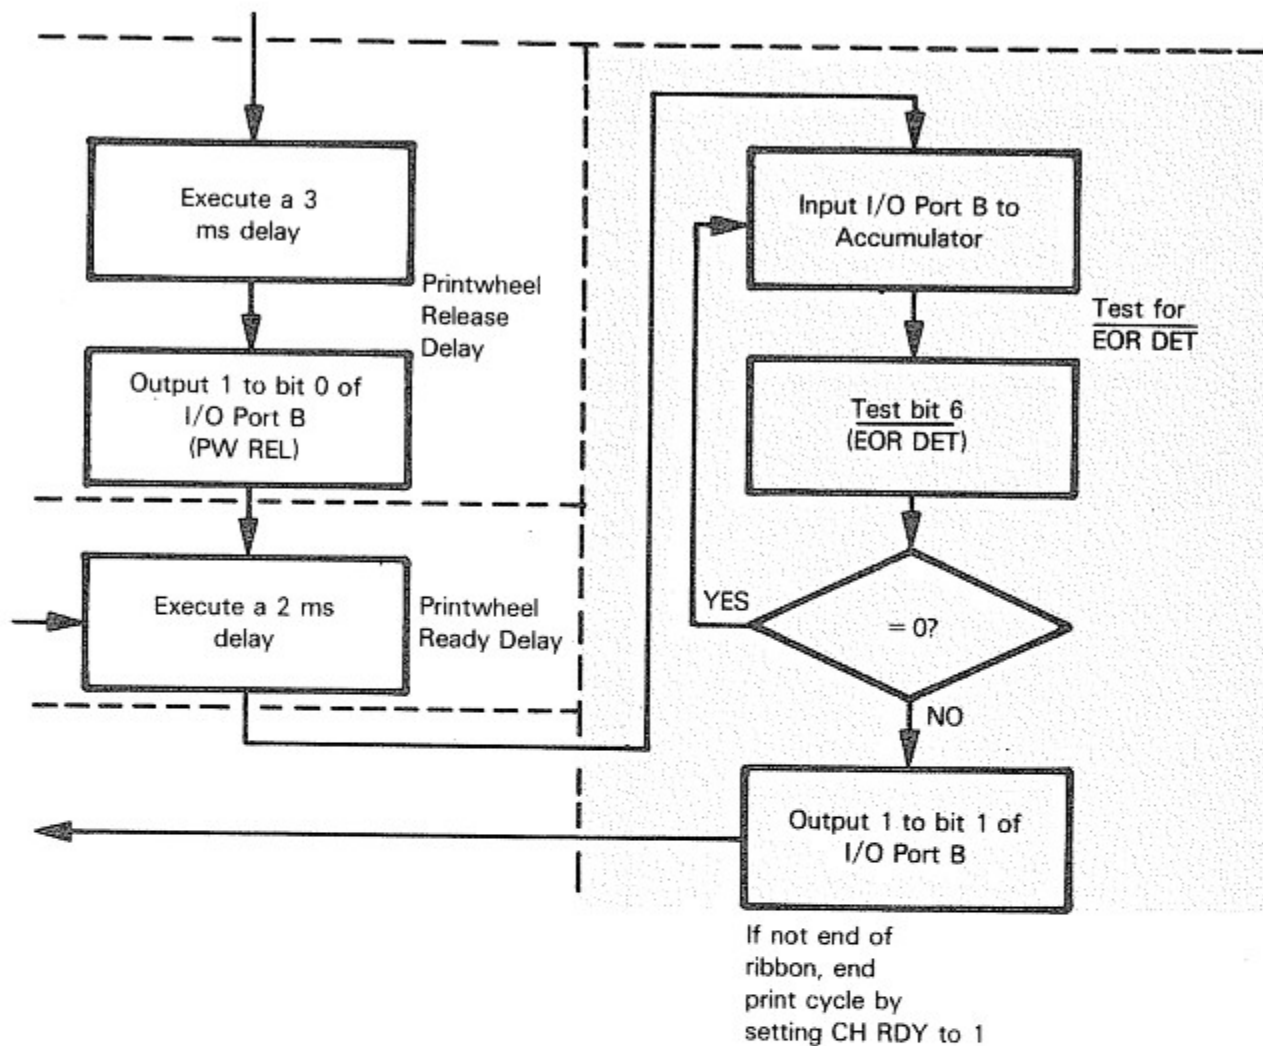 Execute a 3
ms delay
Printwheel
Release
Delay
Output 1 to bit 0 of
I/O Port B
(PW REL)
Execute a 2 ms
delay
Printwheel
Ready Delay
Input I/O Port B to
Accumulator
Test for
EOR DET
Test bit 6
(EOR DET)
= 0?
YES
NO
Output 1 to bit 1 of
I/O Port B
If not end of
ribbon, end
print cycle by
setting CH RDY to 1